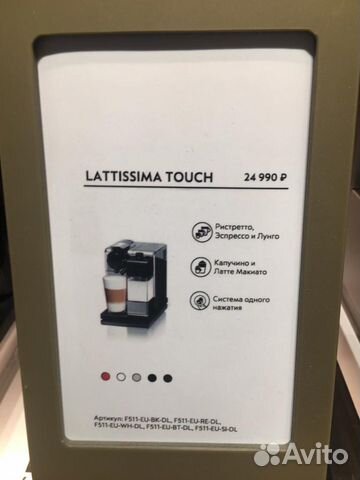 LATTISSIMA TOUCH 24 990 ₽
Ристретто,
Эспрессо и Лунго
Капучино и
Латте Макиато
Система одного
нажатия
Артикул: F511-EU-BK-DL, F511-EU-RE-DL,
F511-EU-WH-DL, F511-EU-BT-DL, F511-EU-SI-DL
Avito